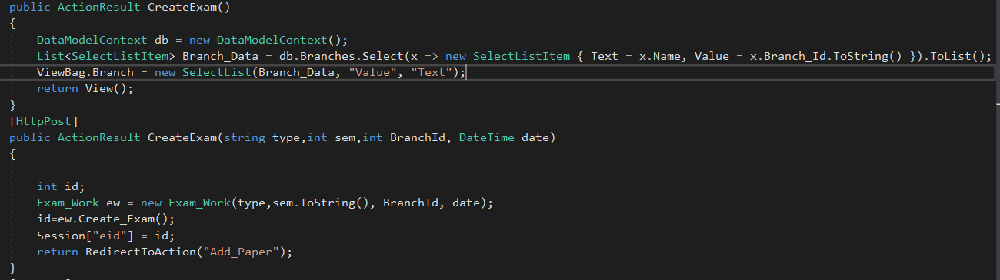 public ActionResult CreateExam()
{
DataModelContext db = new DataModelContext();
List<SelectListItem> Branch_Data = db.Branches.Select(x => new SelectListItem { Text = x.Name, Value = x.Branch_Id.ToString() }).ToList();
ViewBag.Branch = new SelectList(Branch_Data, "Value", "Text");
return View();
}
[HttpPost]
public ActionResult CreateExam(string type,int sem,int BranchId, DateTime date)
{
int id;
Exam_Work ew = new Exam_Work(type,sem.ToString(), BranchId, date);
id=ew.Create_Exam();
Session["eid"] = id;
return RedirectToAction("Add_Paper");
}